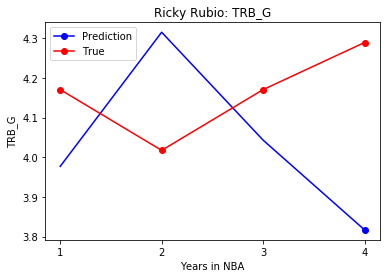 Ricky Rubio: TRB_G
Prediction
True
4.3
4.2
4.1
4.0
3.9
3.8
TRB_G
1
2
3
4
Years in NBA